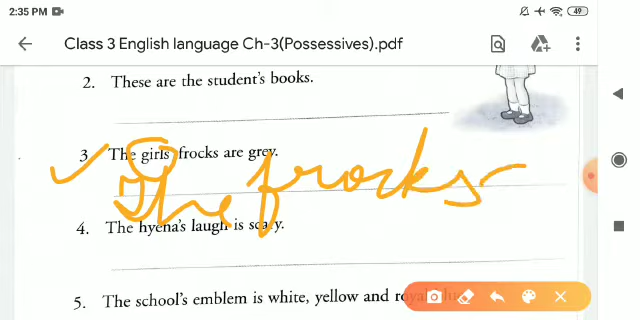 2:35 PM
49
Class 3 English language Ch-3(Possessives).pdf
2. These are the student's books.
3. The girls' frocks are grey.
The frocks
4. The hyena's laugh is scary.
5. The school's emblem is white, yellow and royal blue.